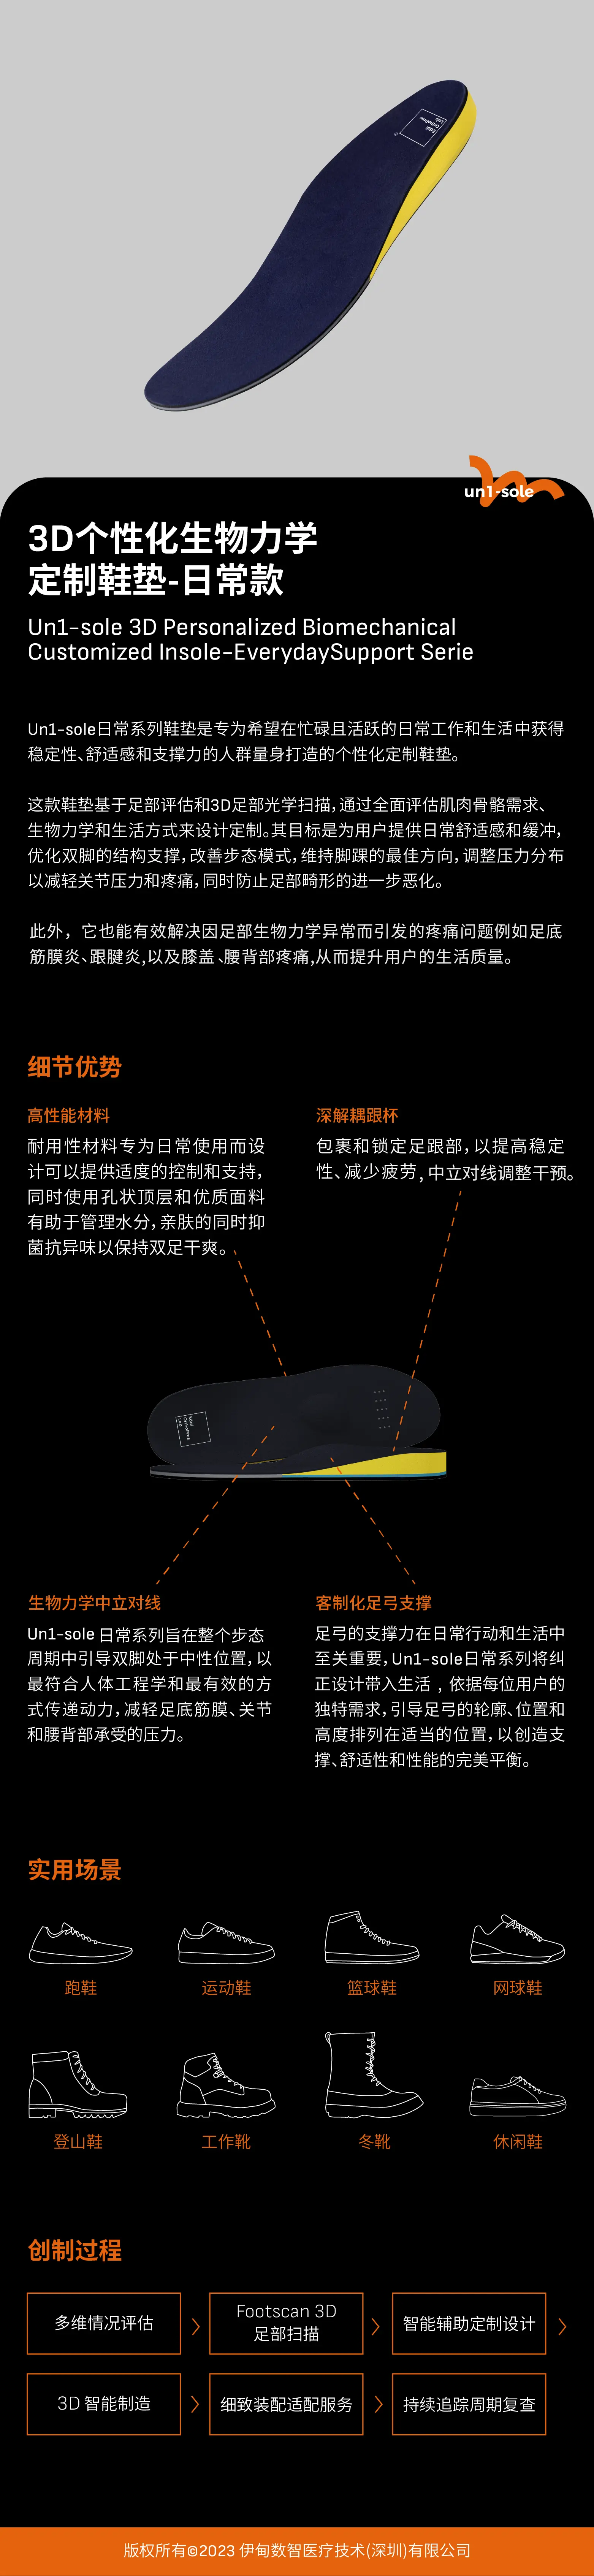 Eddi
OrthoPros
Lab
un1-sole
3D个性化生物力学
定制鞋垫-日常款
Un1-sole 3D Personalized Biomechanical
Customized Insole-EverydaySupport Serie
Un1-sole日常系列鞋垫是专为希望在忙碌且活跃的日常工作和生活中获得
稳定性、舒适感和支撑力的人群量身打造的个性化定制鞋垫。
这款鞋垫基于足部评估和3D足部光学扫描，通过全面评估肌肉骨骼需求、
生物力学和生活方式来设计定制。其目标是为用户提供日常舒适感和缓冲，
优化双脚的结构支撑，改善步态模式，维持脚踝的最佳方向，调整压力分布
以减轻关节压力和疼痛，同时防止足部畸形的进一步恶化。
此外，它也能有效解决因足部生物力学异常而引发的疼痛问题例如足底
筋膜炎、跟腱炎,以及膝盖、腰背部疼痛,从而提升用户的生活质量。
细节优势
高性能材料
耐用性材料专为日常使用而设
计可以提供适度的控制和支持，
同时使用孔状顶层和优质面料
有助于管理水分，亲肤的同时抑
菌抗异味以保持双足干爽。
深解耦跟杯
包裹和锁定足跟部，以提高稳定
性、减少疲劳，中立对线调整干预。
生物力学中立对线
Un1-sole 日常系列旨在整个步态
周期中引导双脚处于中性位置，以
最符合人体工程学和最有效的方
式传递动力，减轻足底筋膜、关节
和腰背部承受的压力。
客制化足弓支撑
足弓的支撑力在日常行动和生活中
至关重要，Un1-sole日常系列将纠
正设计带入生活，依据每位用户的
独特需求，引导足弓的轮廓、位置和
高度排列在适当的位置，以创造支
撑、舒适性和性能的完美平衡。
实用场景
跑鞋
运动鞋
篮球鞋
网球鞋
登山鞋
工作靴
冬靴
休闲鞋
创制过程
多维情况评估
Footscan 3D
足部扫描
智能辅助定制设计
3D 智能制造
细致装配适配服务
持续追踪周期复查
版权所有©2023 伊甸数智医疗技术(深圳)有限公司